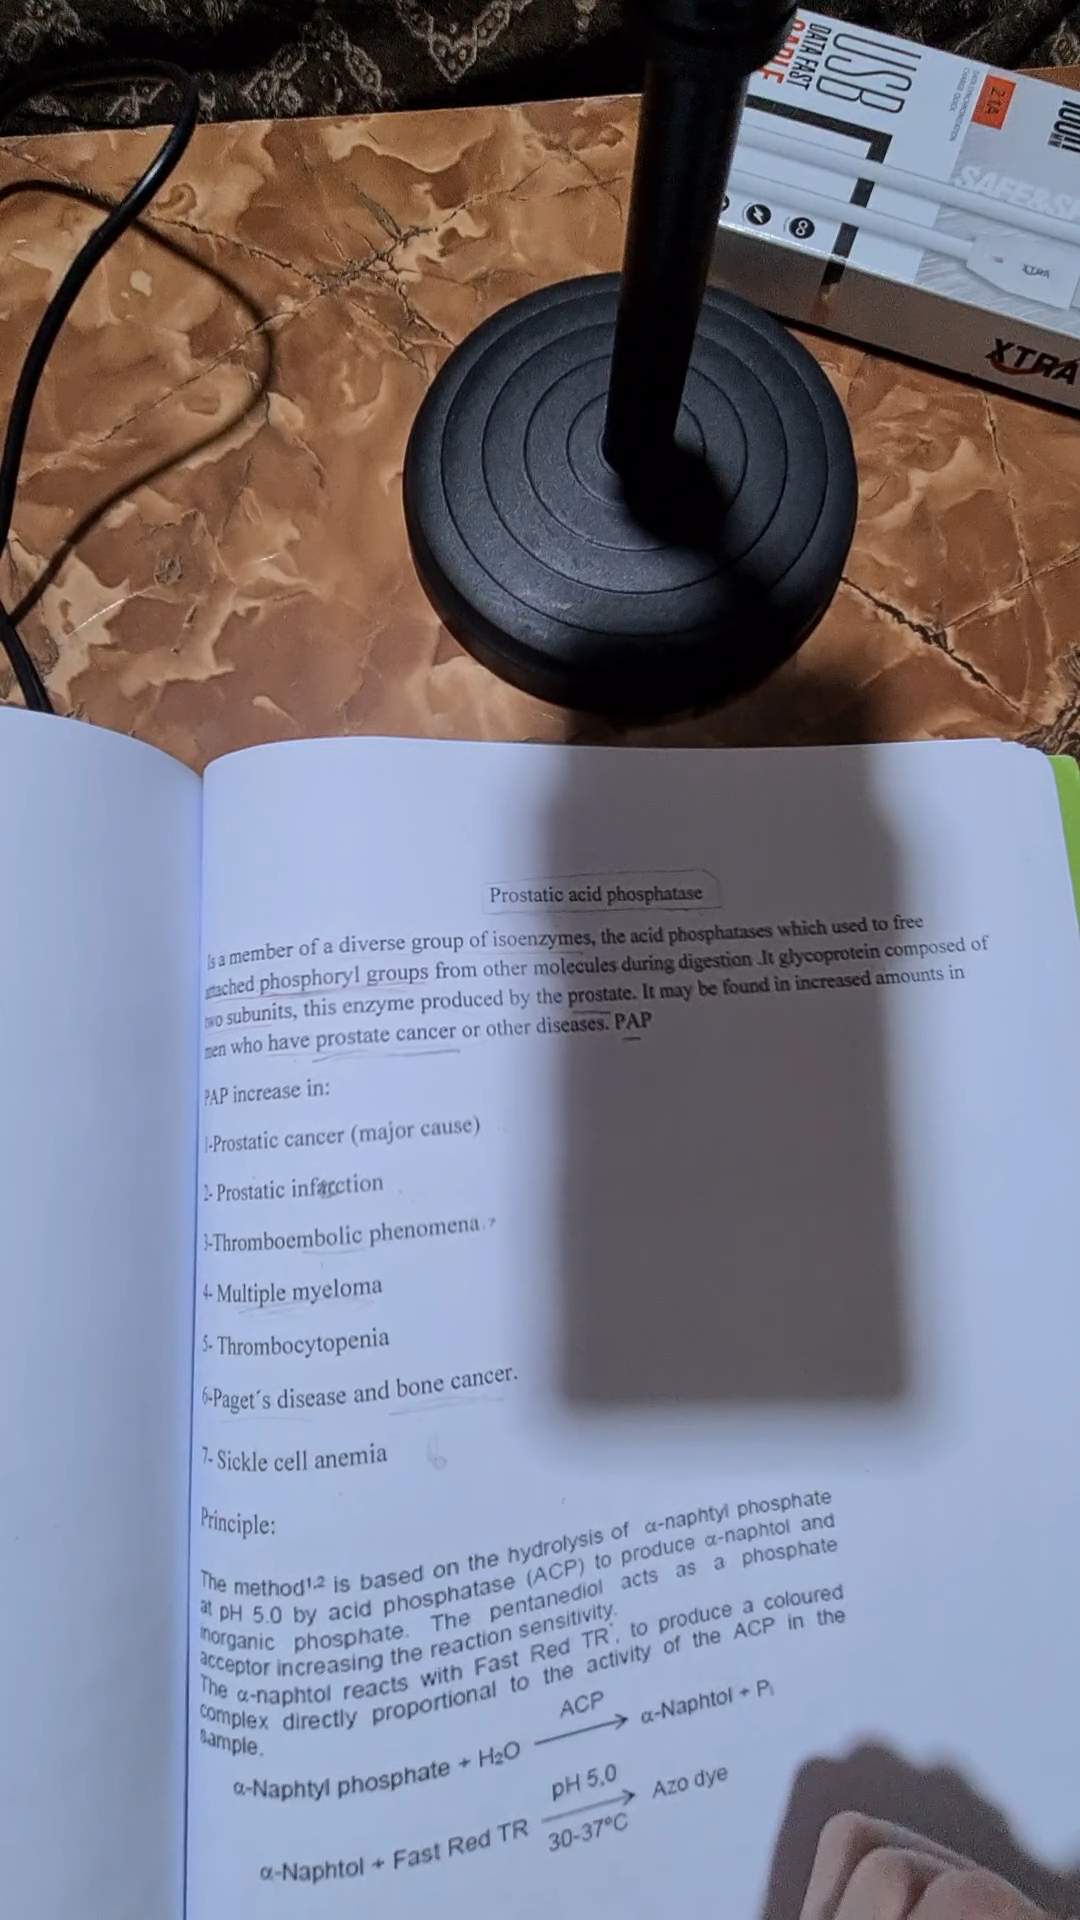 USB
DATA FAST
CABLE
2.1A
SAFE&S
XTRA
XTRA
Prostatic acid phosphatase
Is a member of a diverse group of isoenzymes, the acid phosphatases which used to free
attached phosphoryl groups from other molecules during digestion .It glycoprotein composed of
two subunits, this enzyme produced by the prostate. It may be found in increased amounts in
men who have prostate cancer or other diseases. PAP
PAP increase in:
1-Prostatic cancer (major cause)
2- Prostatic infarction
3-Thromboembolic phenomena.
4- Multiple myeloma
5- Thrombocytopenia
6-Paget´s disease and bone cancer.
7- Sickle cell anemia
Principle:
The method1,2 is based on the hydrolysis of α-naphtyl phosphate
at pH 5.0 by acid phosphatase (ACP) to produce α-naphtol and
inorganic phosphate. The pentanediol acts as a phosphate
acceptor increasing the reaction sensitivity.
The α-naphtol reacts with Fast Red TR*, to produce a coloured
complex directly proportional to the activity of the ACP in the
sample.
α-Naphtyl phosphate + H2O ACP → α-Naphtol + Pi
α-Naphtol + Fast Red TR pH 5,0 → 30-37ºC Azo dye